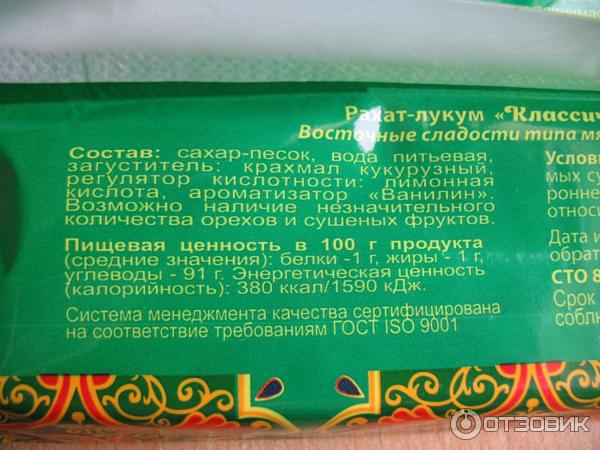 Рахат-лукум «Классич
Восточные сладости типа мя
Состав: сахар-песок, вода питьевая,
загуститель: крахмал кукурузный,
регулятор кислотности: лимонная
кислота, ароматизатор «Ванилин».
Возможно наличие незначительного
количества орехов и сушеных фруктов.
Пищевая ценность в 100 г продукта
(средние значения): белки -1 г, жиры - 1 г,
углеводы - 91 г. Энергетическая ценность
(калорийность): 380 ккал/1590 кДж.
Система менеджмента качества сертифицирована
на соответствие требованиям ГОСТ ISO 9001
Услови
мых су
ронне
относи
Дата и
обрат
СТО 8
Срок
соблю
ОТЗОВИК